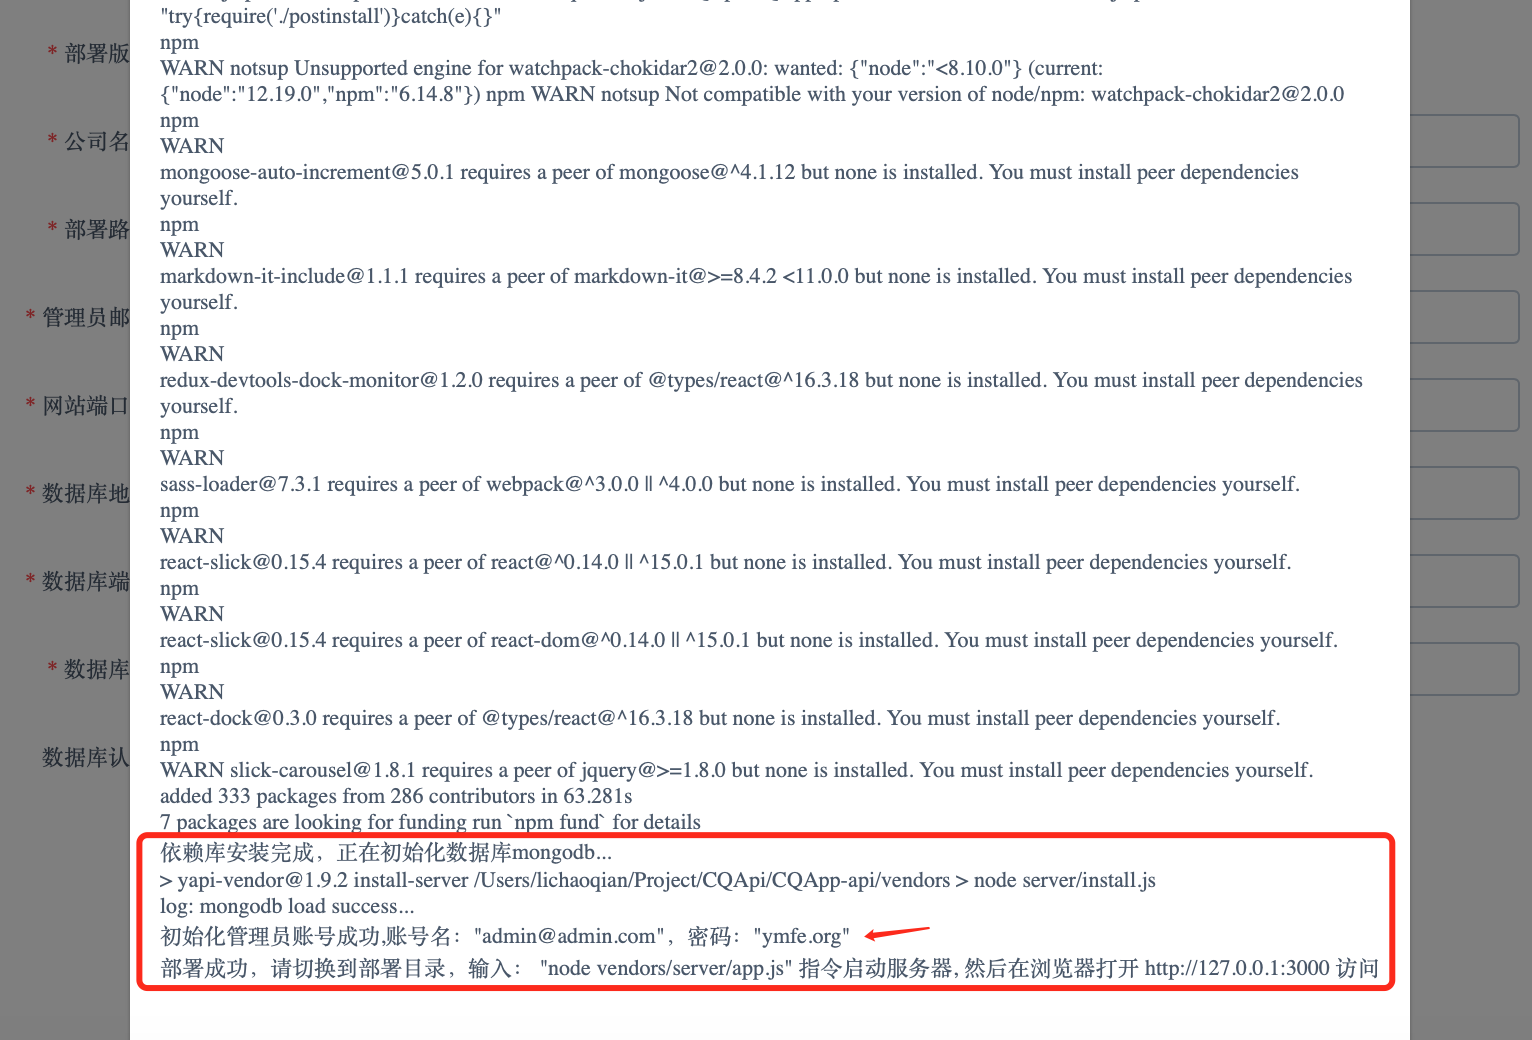 "try{require('./postinstall')}catch(e){}"
npm
WARN notsup Unsupported engine for watchpack-chokidar2@2.0.0: wanted: {"node":"<8.10.0"} (current:
{"node":"12.19.0","npm":"6.14.8"}) npm WARN notsup Not compatible with your version of node/npm: watchpack-chokidar2@2.0.0
npm
WARN
mongoose-auto-increment@5.0.1 requires a peer of mongoose@^4.1.12 but none is installed. You must install peer dependencies
yourself.
npm
WARN
markdown-it-include@1.1.1 requires a peer of markdown-it@>=8.4.2 <11.0.0 but none is installed. You must install peer dependencies
yourself.
npm
WARN
redux-devtools-dock-monitor@1.2.0 requires a peer of @types/react@^16.3.18 but none is installed. You must install peer dependencies
yourself.
npm
WARN
sass-loader@7.3.1 requires a peer of webpack@^3.0.0 || ^4.0.0 but none is installed. You must install peer dependencies yourself.
npm
WARN
react-slick@0.15.4 requires a peer of react@^0.14.0 || ^15.0.1 but none is installed. You must install peer dependencies yourself.
npm
WARN
react-slick@0.15.4 requires a peer of react-dom@^0.14.0 || ^15.0.1 but none is installed. You must install peer dependencies yourself.
npm
WARN
react-dock@0.3.0 requires a peer of @types/react@^16.3.18 but none is installed. You must install peer dependencies yourself.
npm
WARN slick-carousel@1.8.1 requires a peer of jquery@>=1.8.0 but none is installed. You must install peer dependencies yourself.
added 333 packages from 286 contributors in 63.281s
7 packages are looking for funding run `npm fund` for details
依赖库安装完成，正在初始化数据库mongodb...
> yapi-vendor@1.9.2 install-server /Users/lichaoqian/Project/CQApi/CQApp-api/vendors > node server/install.js
log: mongodb load success...
初始化管理员账号成功,账号名："admin@admin.com"，密码："ymfe.org"
部署成功，请切换到部署目录，输入： "node vendors/server/app.js" 指令启动服务器, 然后在浏览器打开 http://127.0.0.1:3000 访问
* 部署版
* 公司名
* 部署路
* 管理员邮
* 网站端口
* 数据库地
* 数据库端
* 数据库
数据库认